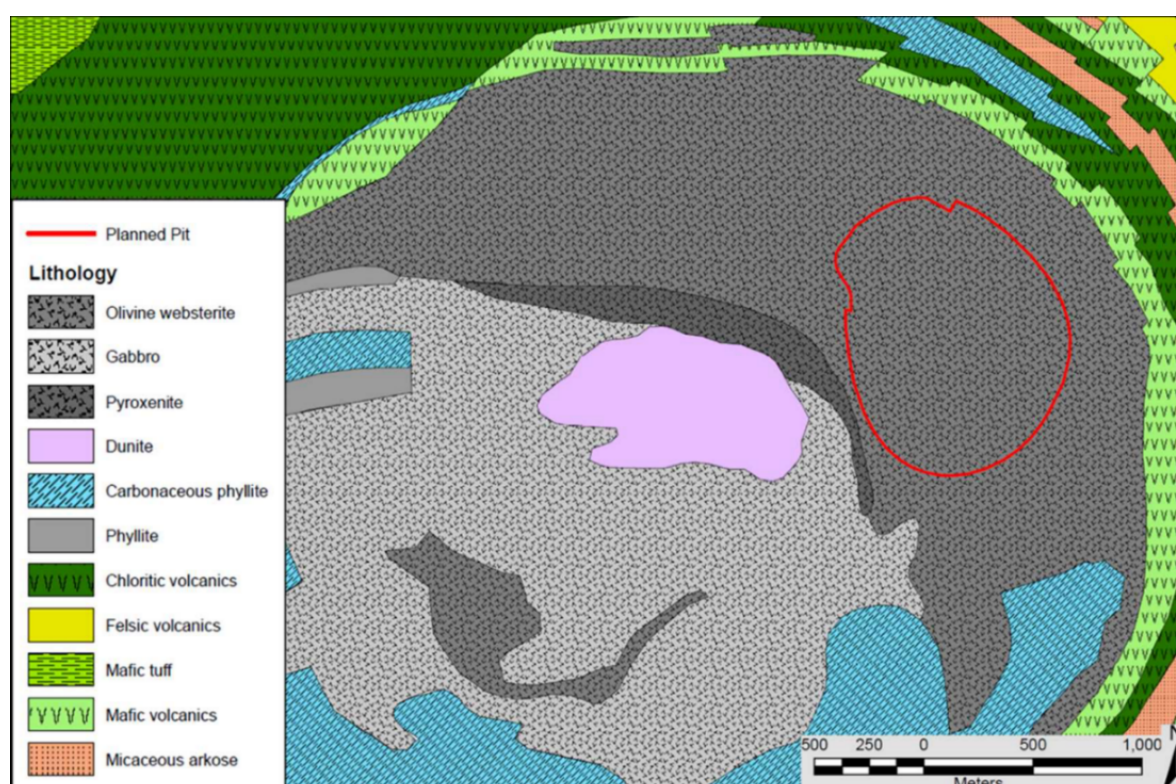 Planned Pit
Lithology
Olivine websterite
Gabbro
Pyroxenite
Dunite
Carbonaceous phyllite
Phyllite
Chloritic volcanics
Felsic volcanics
Mafic tuff
Mafic volcanics
Micaceous arkose
500 250 0 500 1,000
Meters